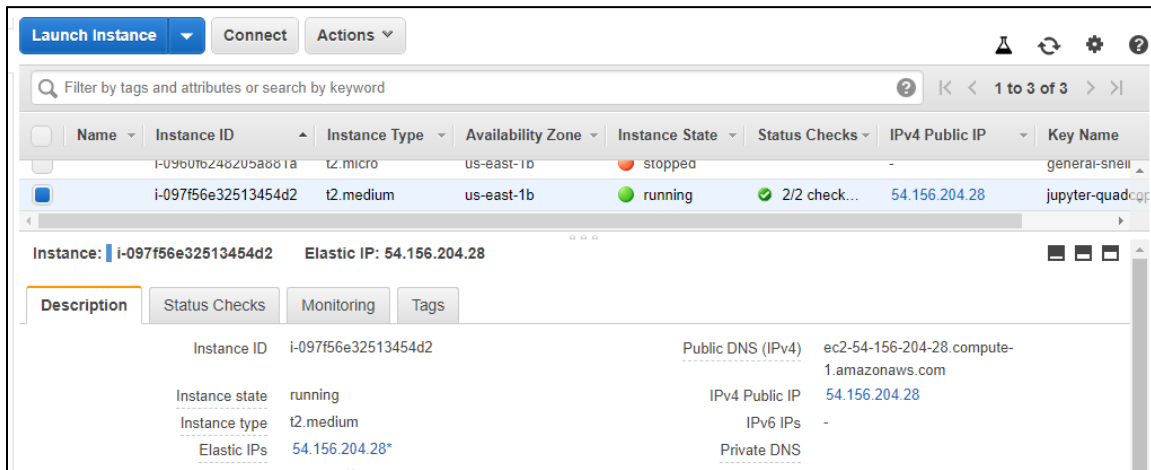 Launch Instance Connect Actions
Filter by tags and attributes or search by keyword 1 to 3 of 3
Name Instance ID Instance Type Availability Zone Instance State Status Checks IPv4 Public IP Key Name
i-0960f6248205a881a t2.micro us-east-1b stopped - general-shell
i-097f56e32513454d2 t2.medium us-east-1b running 2/2 check... 54.156.204.28 jupyter-quadcop
Instance: i-097f56e32513454d2 Elastic IP: 54.156.204.28
Description Status Checks Monitoring Tags
Instance ID i-097f56e32513454d2 Public DNS (IPv4) ec2-54-156-204-28.compute-
1.amazonaws.com
Instance state running IPv4 Public IP 54.156.204.28
Instance type t2.medium IPv6 IPs -
Elastic IPs 54.156.204.28* Private DNS